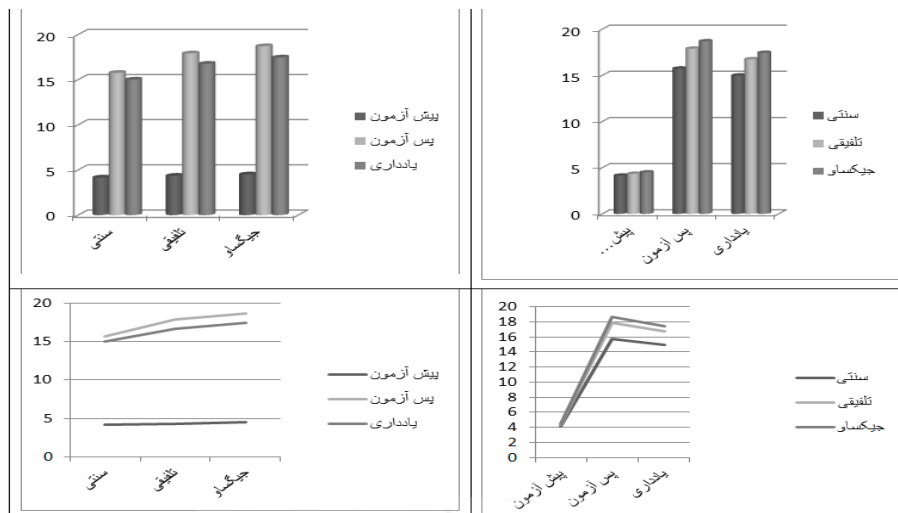 20
15
10
5
0
سنتی
تلفیقی
جیگساو
پیش آزمون
پس آزمون
یادداری
20
15
10
5
0
پیش...
پس آزمون
یادداری
سنتی
تلفیقی
جیکساو
20
15
10
5
0
سنتی
تلفیقی
جیگساو
پیش آزمون
پس آزمون
یادداری
20
18
16
14
12
10
8
6
4
2
0
پیش آزمون
پس آزمون
یادداری
سنتی
تلفیقی
جیکساو